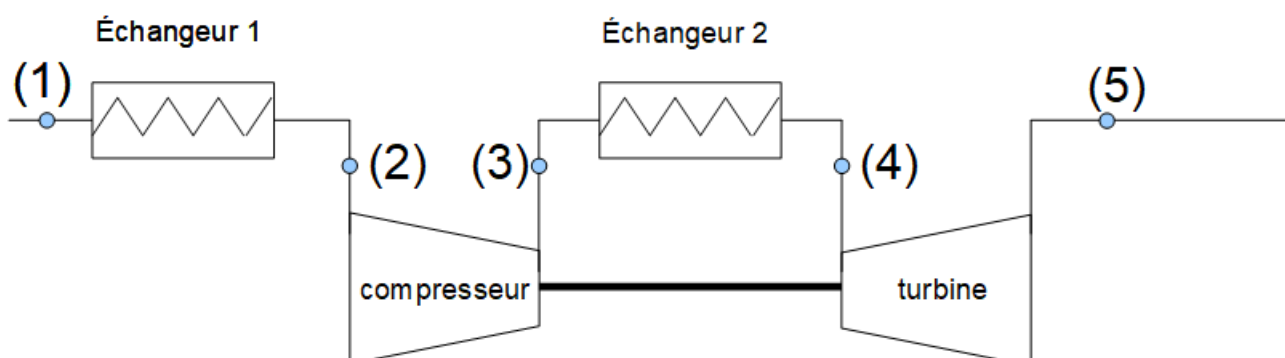 Échangeur 1
Échangeur 2
(1)
(5)
(2)
(3)
(4)
compresseur
turbine